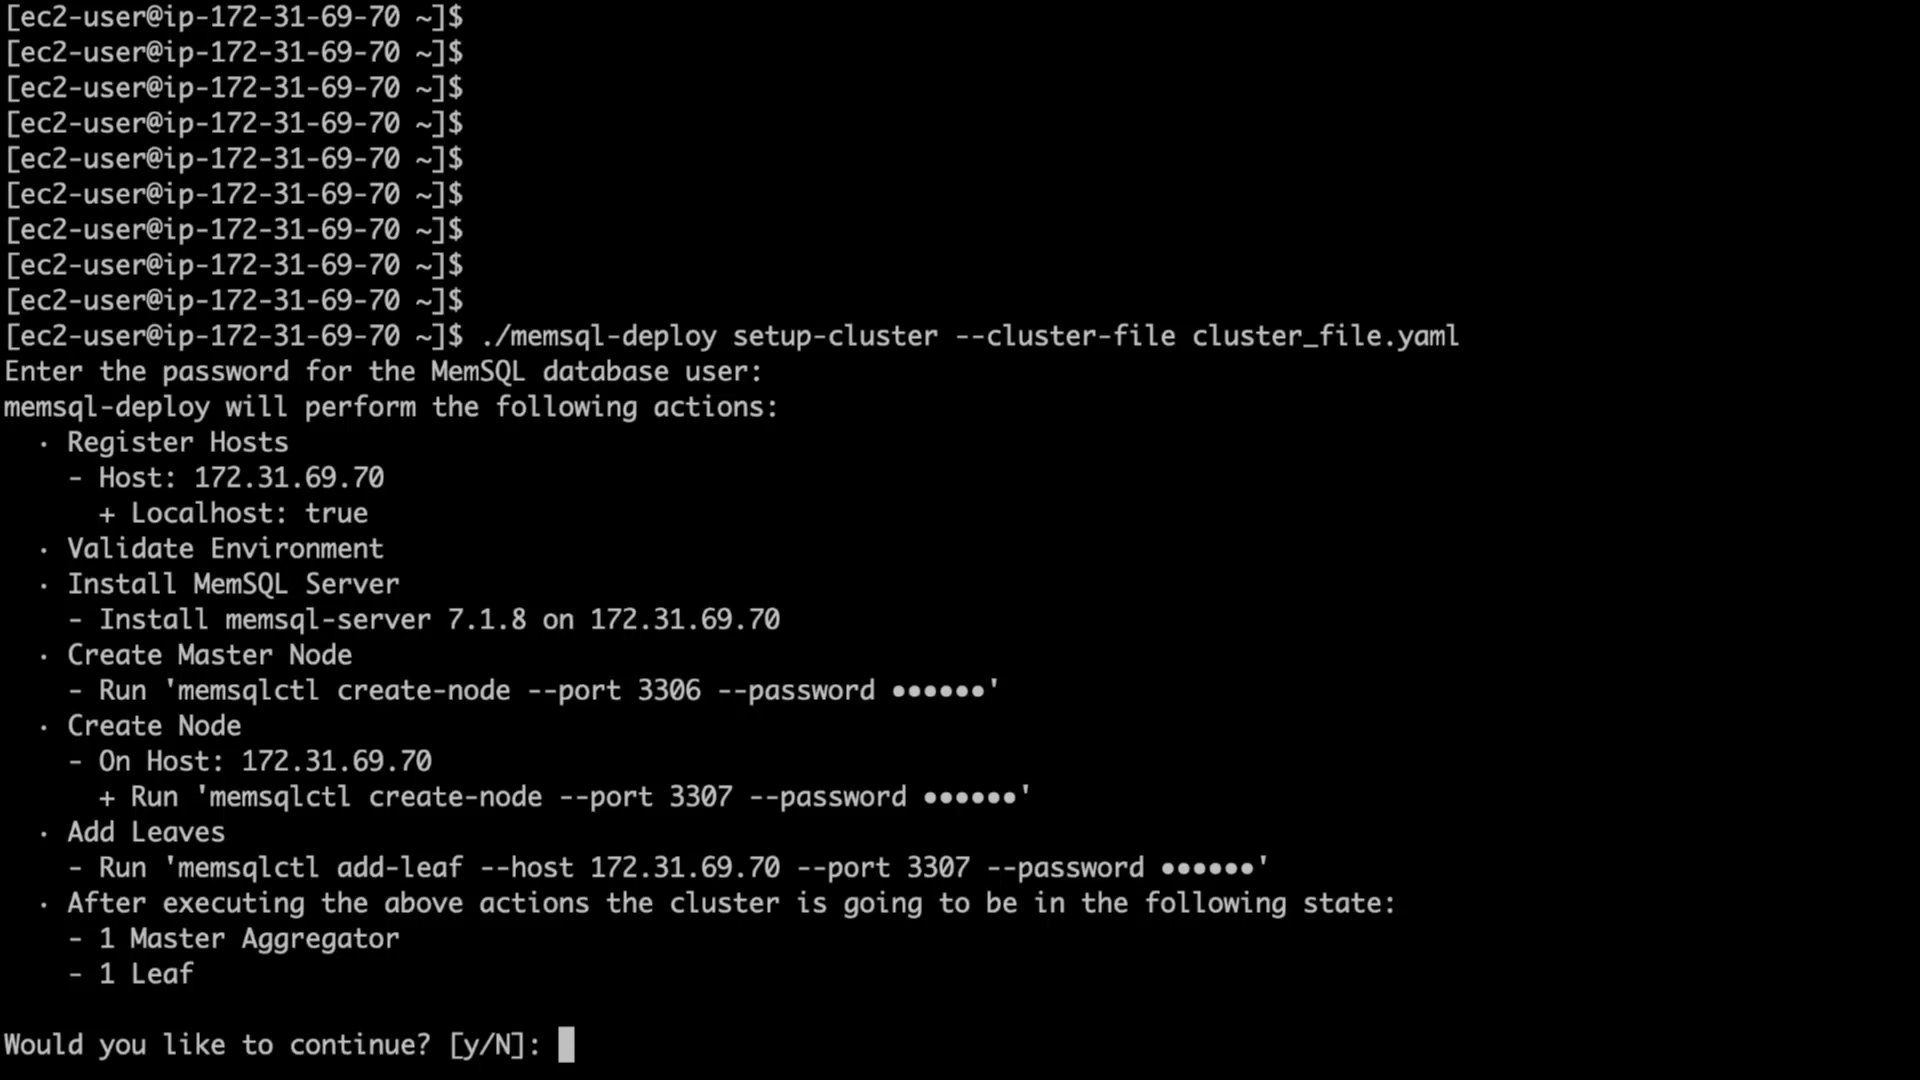 [ec2-user@ip-172-31-69-70 ~]$
[ec2-user@ip-172-31-69-70 ~]$
[ec2-user@ip-172-31-69-70 ~]$
[ec2-user@ip-172-31-69-70 ~]$
[ec2-user@ip-172-31-69-70 ~]$
[ec2-user@ip-172-31-69-70 ~]$
[ec2-user@ip-172-31-69-70 ~]$
[ec2-user@ip-172-31-69-70 ~]$
[ec2-user@ip-172-31-69-70 ~]$
[ec2-user@ip-172-31-69-70 ~]$ ./memsql-deploy setup-cluster --cluster-file cluster_file.yaml
Enter the password for the MemSQL database user:
memsql-deploy will perform the following actions:
  · Register Hosts
    - Host: 172.31.69.70
      + Localhost: true
  · Validate Environment
  · Install MemSQL Server
    - Install memsql-server 7.1.8 on 172.31.69.70
  · Create Master Node
    - Run 'memsqlctl create-node --port 3306 --password ●●●●●●'
  · Create Node
    - On Host: 172.31.69.70
      + Run 'memsqlctl create-node --port 3307 --password ●●●●●●'
  · Add Leaves
    - Run 'memsqlctl add-leaf --host 172.31.69.70 --port 3307 --password ●●●●●●'
  · After executing the above actions the cluster is going to be in the following state:
    - 1 Master Aggregator
    - 1 Leaf

Would you like to continue? [y/N]: